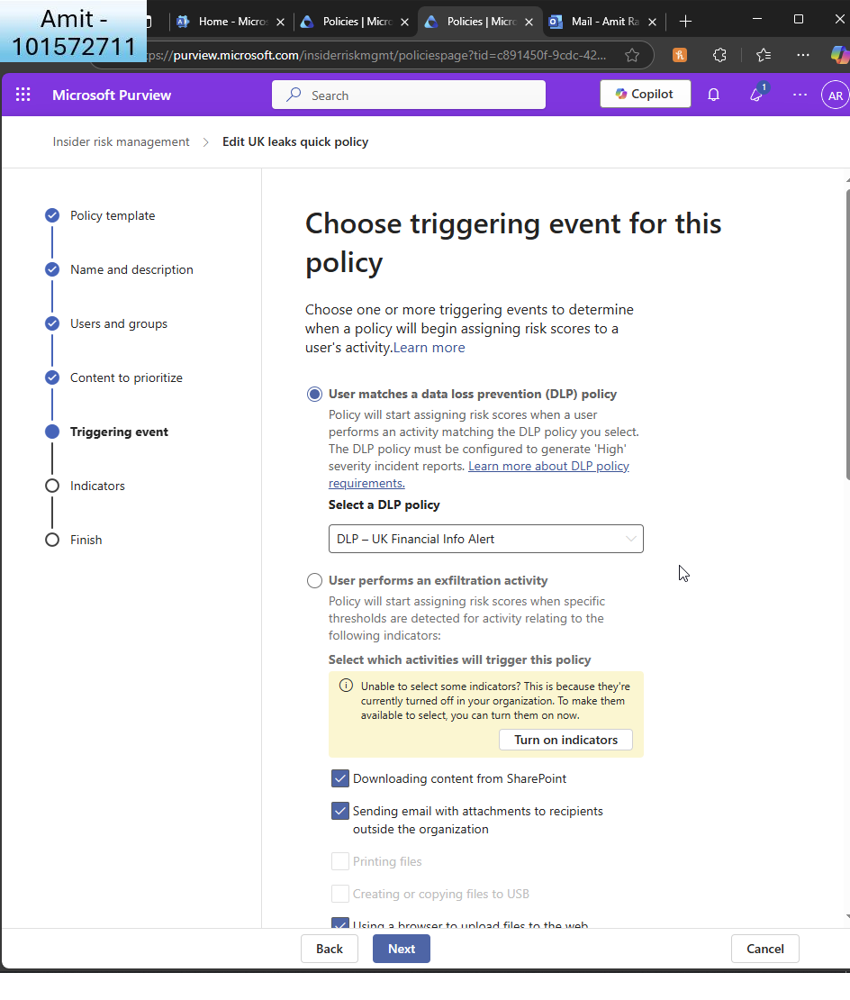 Amit -
101572711
Home - Micros
Policies | Micro
Policies | Micro
Mail - Amit Ra
ps://purview.microsoft.com/insiderriskmgmt/policiespage?tid=c891450f-9cdc-42...
Microsoft Purview
Search
Copilot
1
AR
Insider risk management > Edit UK leaks quick policy
Policy template
Name and description
Users and groups
Content to prioritize
Triggering event
Indicators
Finish
Choose triggering event for this
policy
Choose one or more triggering events to determine
when a policy will begin assigning risk scores to a
user's activity.Learn more
User matches a data loss prevention (DLP) policy
Policy will start assigning risk scores when a user
performs an activity matching the DLP policy you select.
The DLP policy must be configured to generate 'High'
severity incident reports. Learn more about DLP policy
requirements.
Select a DLP policy
DLP – UK Financial Info Alert
User performs an exfiltration activity
Policy will start assigning risk scores when specific
thresholds are detected for activity relating to the
following indicators:
Select which activities will trigger this policy
Unable to select some indicators? This is because they're
currently turned off in your organization. To make them
available to select, you can turn them on now.
Turn on indicators
Downloading content from SharePoint
Sending email with attachments to recipients
outside the organization
Printing files
Creating or copying files to USB
Using a browser to upload files to the web
Back
Next
Cancel